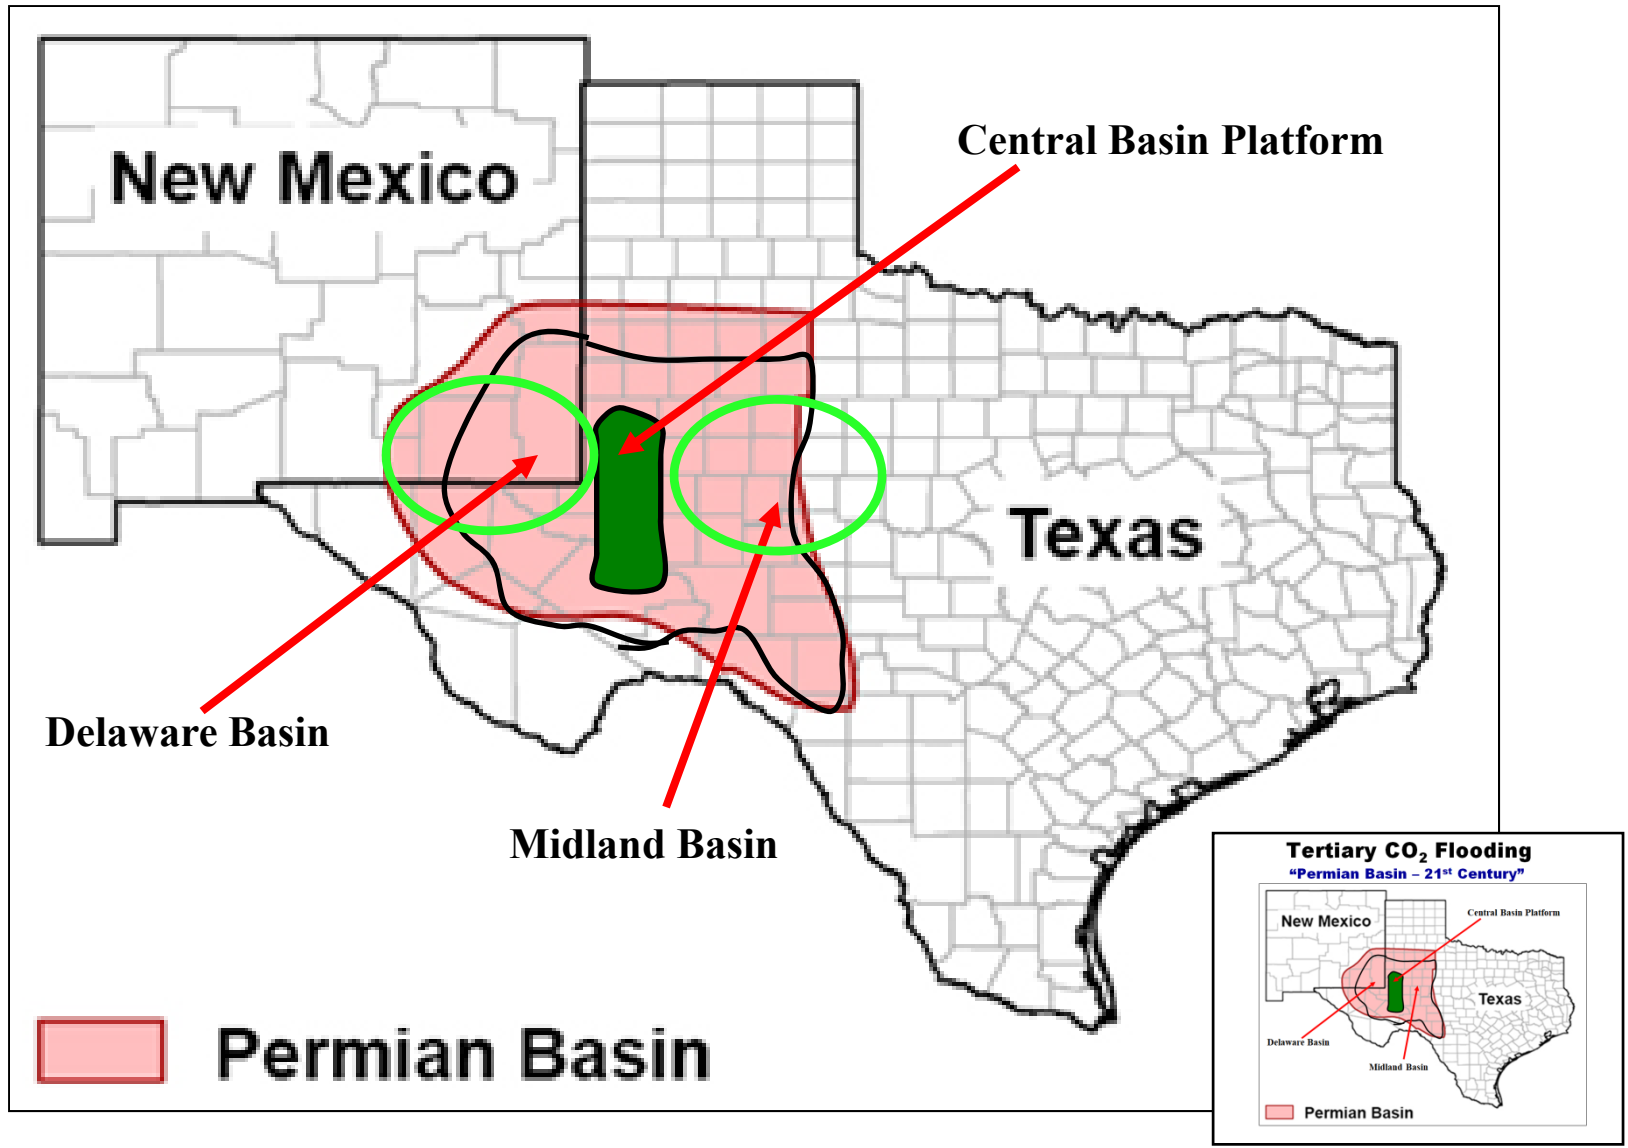 Central Basin Platform
New Mexico
Texas
Delaware Basin
Midland Basin
Permian Basin
Tertiary CO₂ Flooding
“Permian Basin – 21ˢᵗ Century”
Central Basin Platform
New Mexico
Texas
Delaware Basin
Midland Basin
Permian Basin